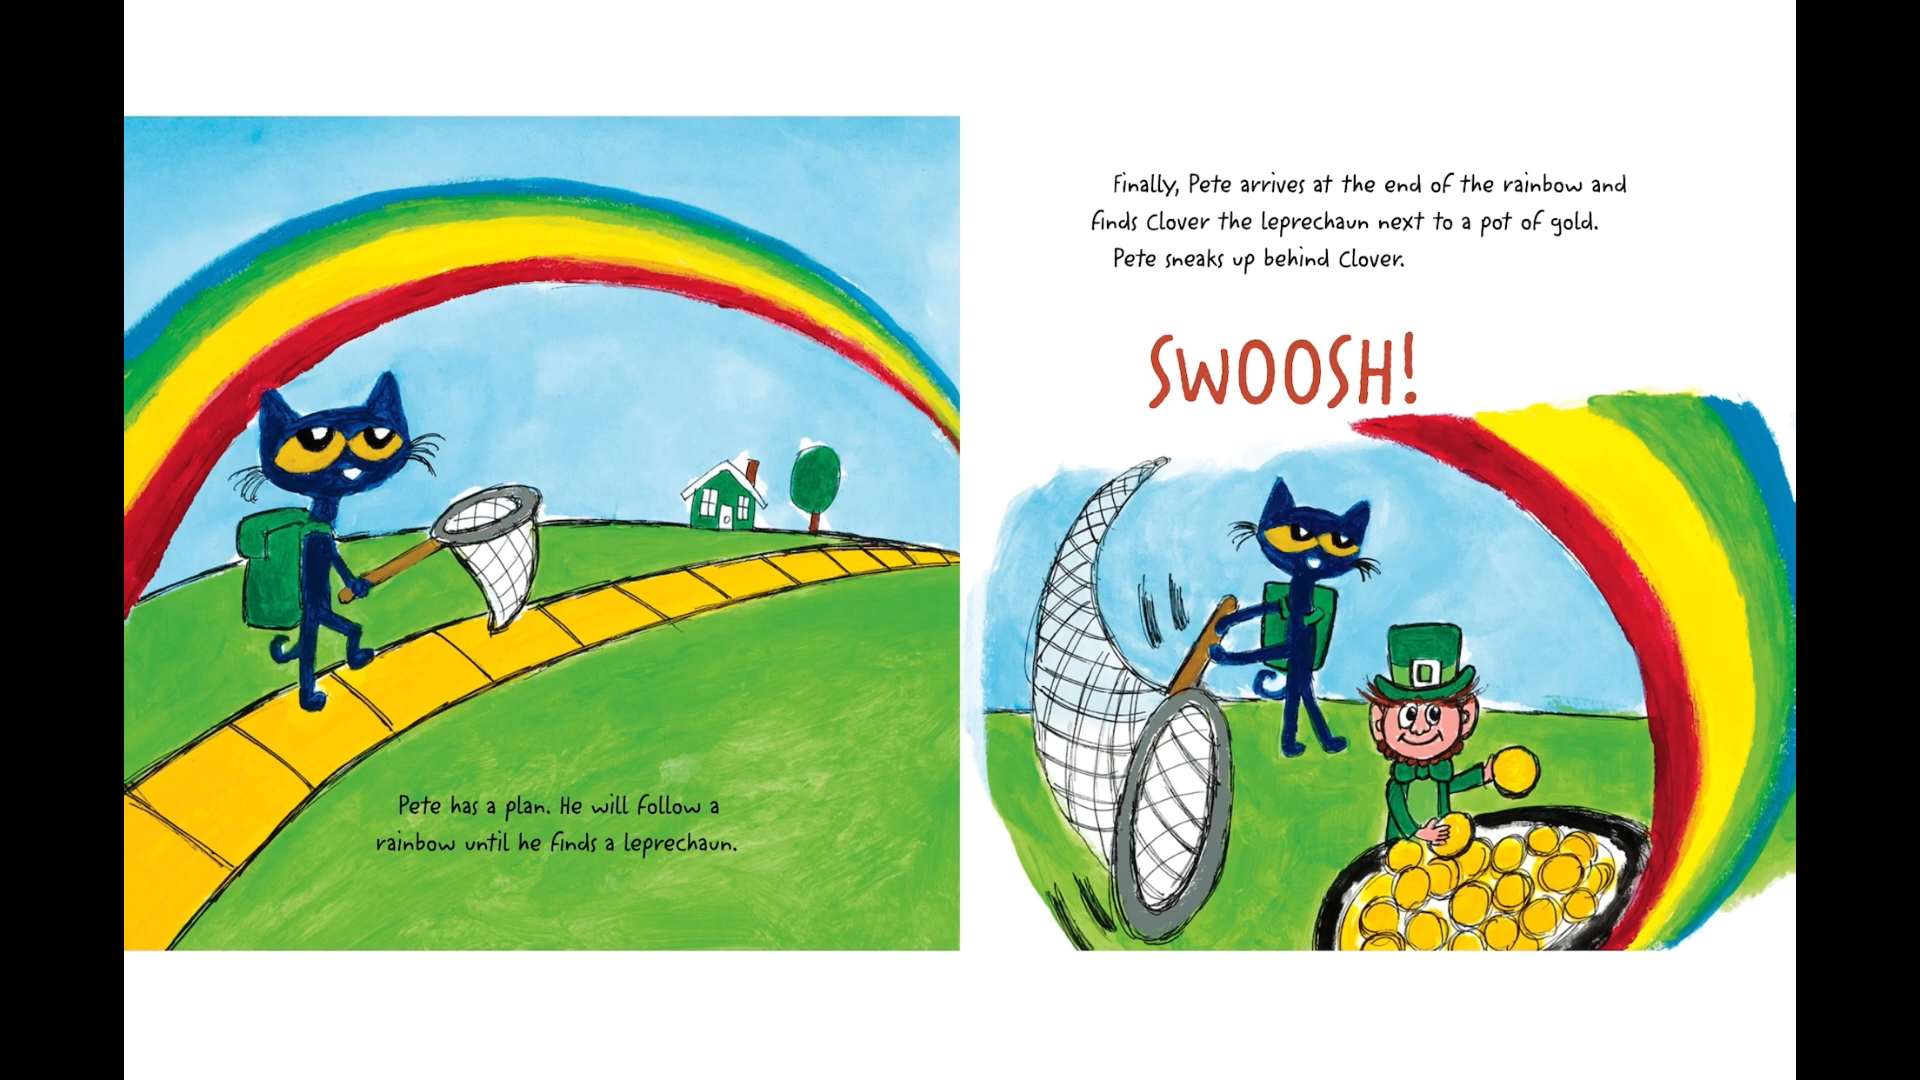 Pete has a plan. He will follow a
rainbow until he finds a leprechaun.
Finally, Pete arrives at the end of the rainbow and
finds Clover the leprechaun next to a pot of gold.
Pete sneaks up behind Clover.
SWOOSH!